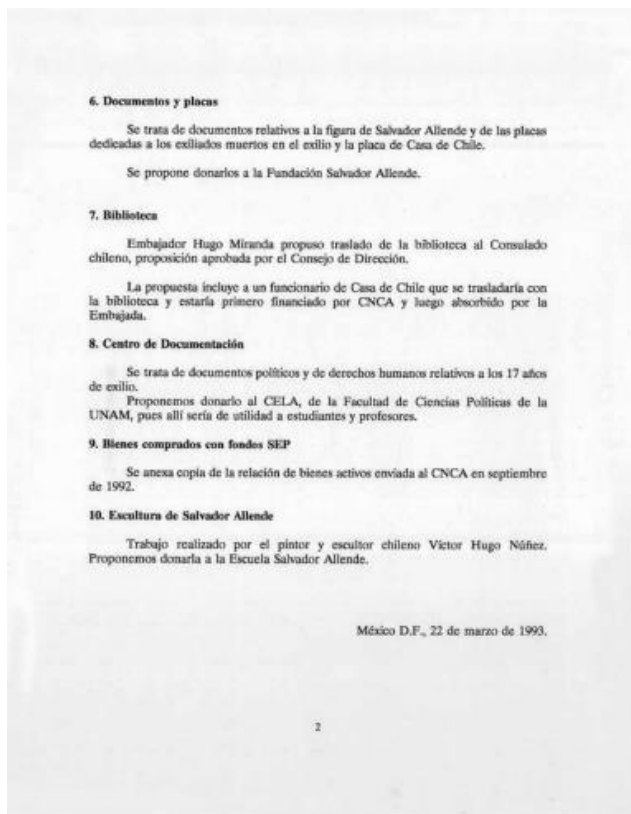 6. Documentos y placas
Se trata de documentos relativos a la figura de Salvador Allende y de las placas
dedicadas a los exiliados muertos en el exilio y la placa de Casa de Chile.
Se propone donarlos a la Fundación Salvador Allende.
7. Biblioteca
Embajador Hugo Miranda propuso traslado de la biblioteca al Consulado
chileno, proposición aprobada por el Consejo de Dirección.
La propuesta incluye a un funcionario de Casa de Chile que se trasladaría con
la biblioteca y estaría primero financiado por CNCA y luego absorbido por la
Embajada.
8. Centro de Documentación
Se trata de documentos políticos y de derechos humanos relativos a los 17 años
de exilio.
Proponemos donarlo al CELA, de la Facultad de Ciencias Políticas de la
UNAM, pues allí sería de utilidad a estudiantes y profesores.
9. Bienes comprados con fondos SEP
Se anexa copia de la relación de bienes activos enviada al CNCA en septiembre
de 1992.
10. Escultura de Salvador Allende
Trabajo realizado por el pintor y escultor chileno Víctor Hugo Núñez.
Proponemos donarla a la Escuela Salvador Allende.
México D.F., 22 de marzo de 1993.
2